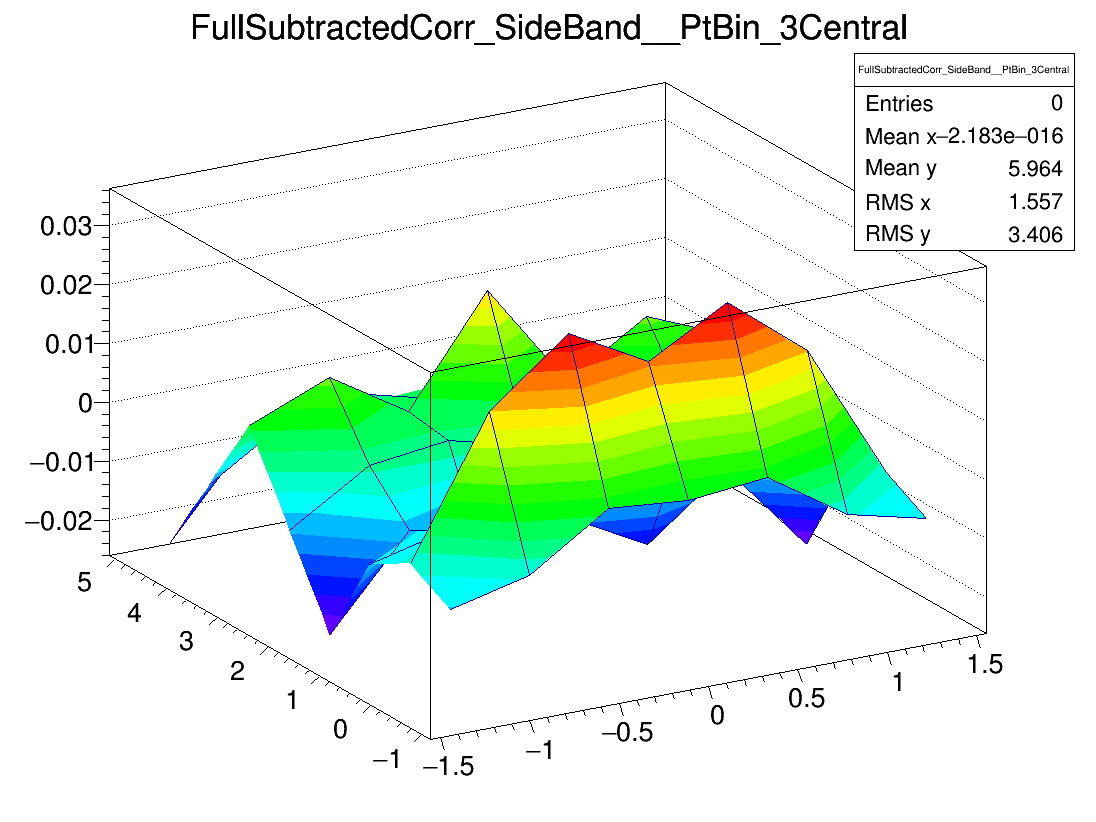 FullSubtractedCorr_SideBand__PtBin_3Central
FullSubtractedCorr_SideBand__PtBin_3Central
Entries 0
Mean x −2.183e−016
Mean y 5.964
RMS x 1.557
RMS y 3.406
0.03
0.02
0.01
0
−0.01
−0.02
5
4
3
2
1
0
−1
−1.5
−1
−0.5
0
0.5
1
1.5